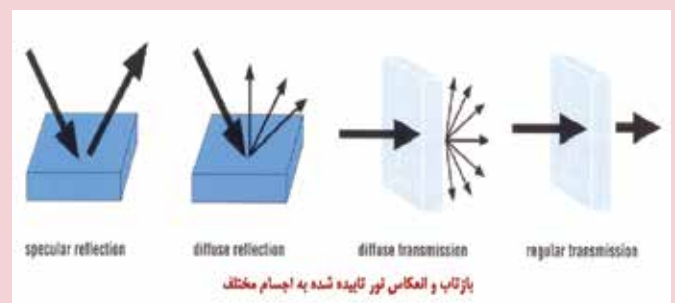 specular reflection
diffuse reflection
diffuse transmission
regular transmission
بازتاب و انعکاس نور تابیده شده به اجسام مختلف